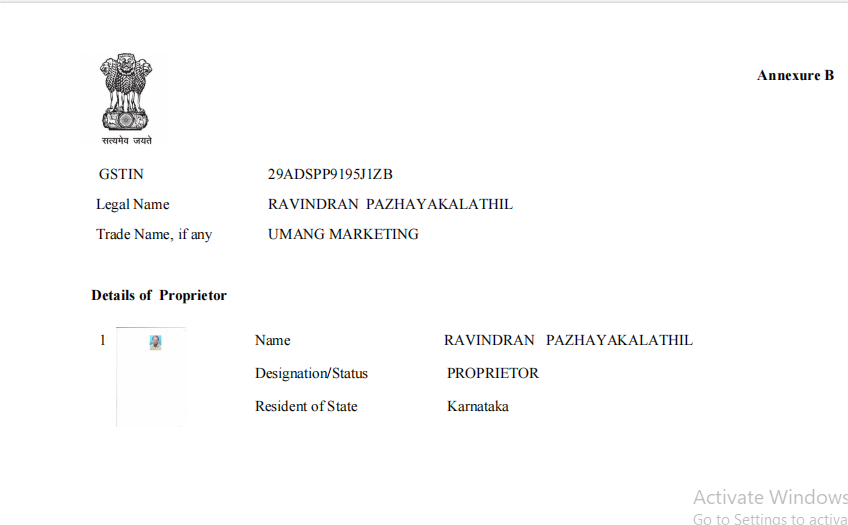 Annexure B
सत्यमेव जयते
GSTIN 29ADSPP9195J1ZB
Legal Name RAVINDRAN PAZHAYAKALATHIL
Trade Name, if any UMANG MARKETING
Details of Proprietor
1 Name RAVINDRAN PAZHAYAKALATHIL
Designation/Status PROPRIETOR
Resident of State Karnataka
Activate Windows
Go to Settings to activa